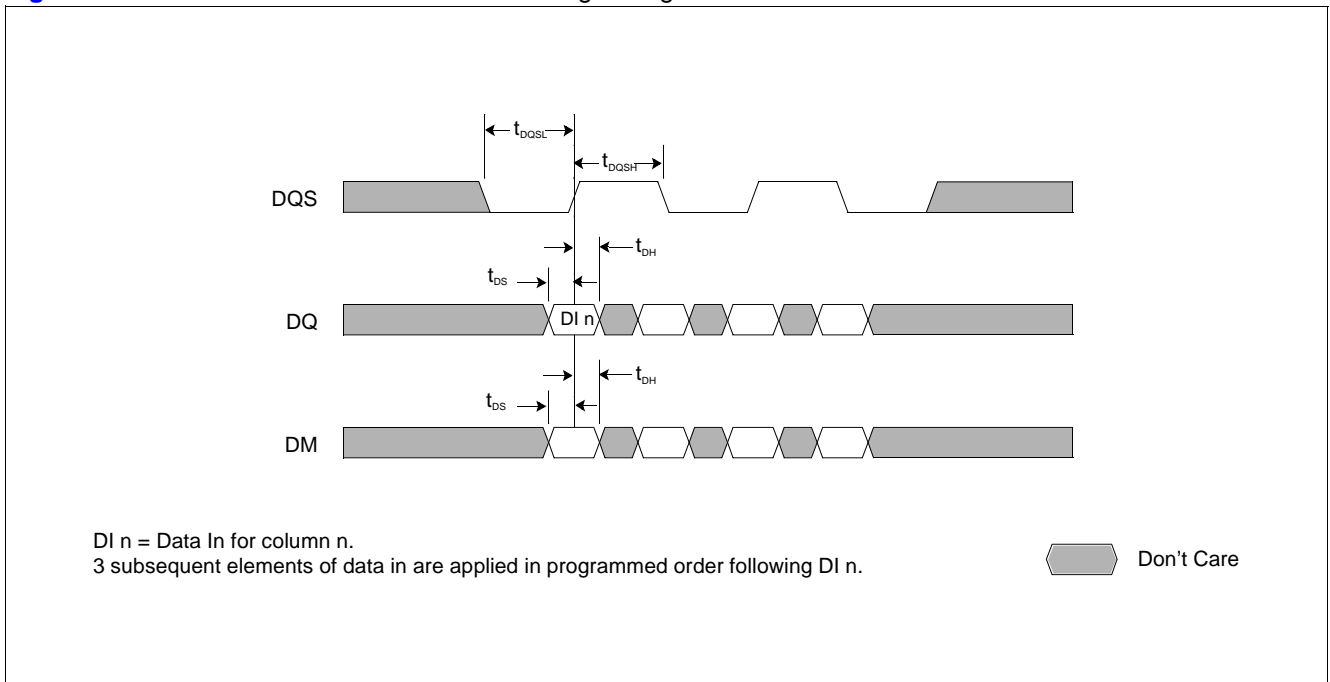 tDQSL
tDQSH
DQS
tDH
tDS
DQ
DI n
tDH
tDS
DM
DI n = Data In for column n.
3 subsequent elements of data in are applied in programmed order following DI n.
Don't Care